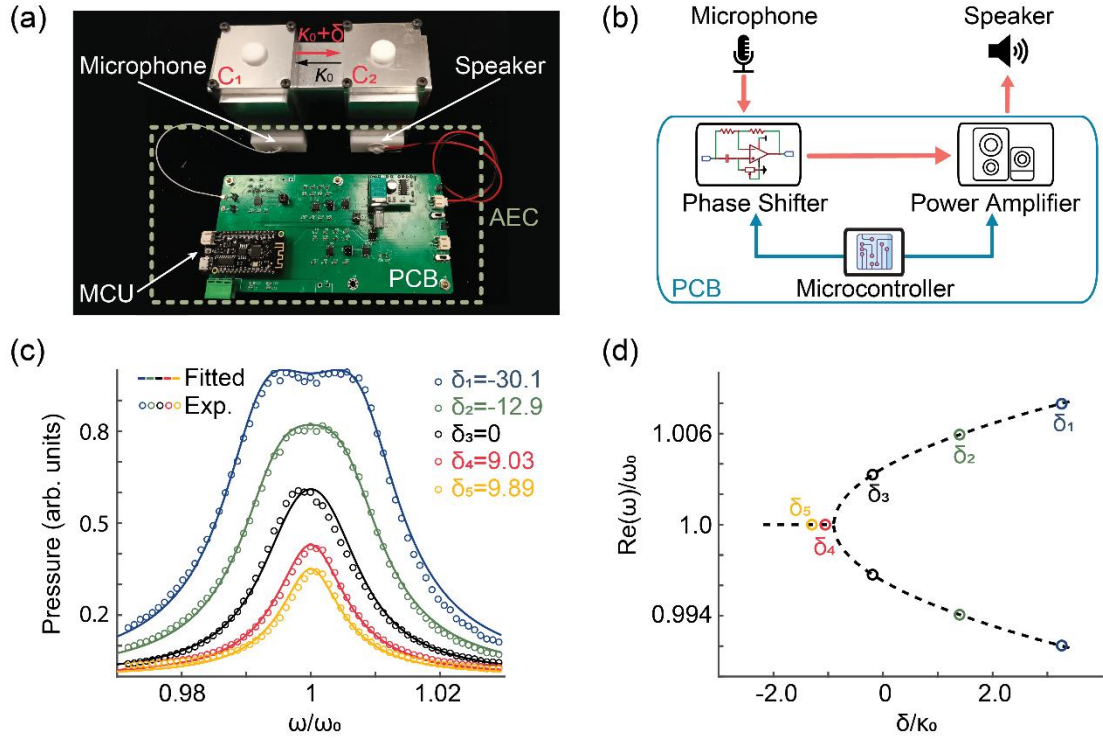 (a)
κ₀+δ
κ₀
C₁
C₂
Microphone
Speaker
AEC
MCU
PCB
(b)
Microphone
Speaker
Phase Shifter
Power Amplifier
Microcontroller
PCB
(c)
Fitted
Exp.
δ₁=-30.1
δ₂=-12.9
δ₃=0
δ₄=9.03
δ₅=9.89
0.8
0.5
0.2
Pressure (arb. units)
0.98
1
1.02
ω/ω₀
(d)
1.006
1.0
0.994
Re(ω)/ω₀
δ₁
δ₂
δ₃
δ₅
δ₄
-2.0
0
2.0
δ/κ₀